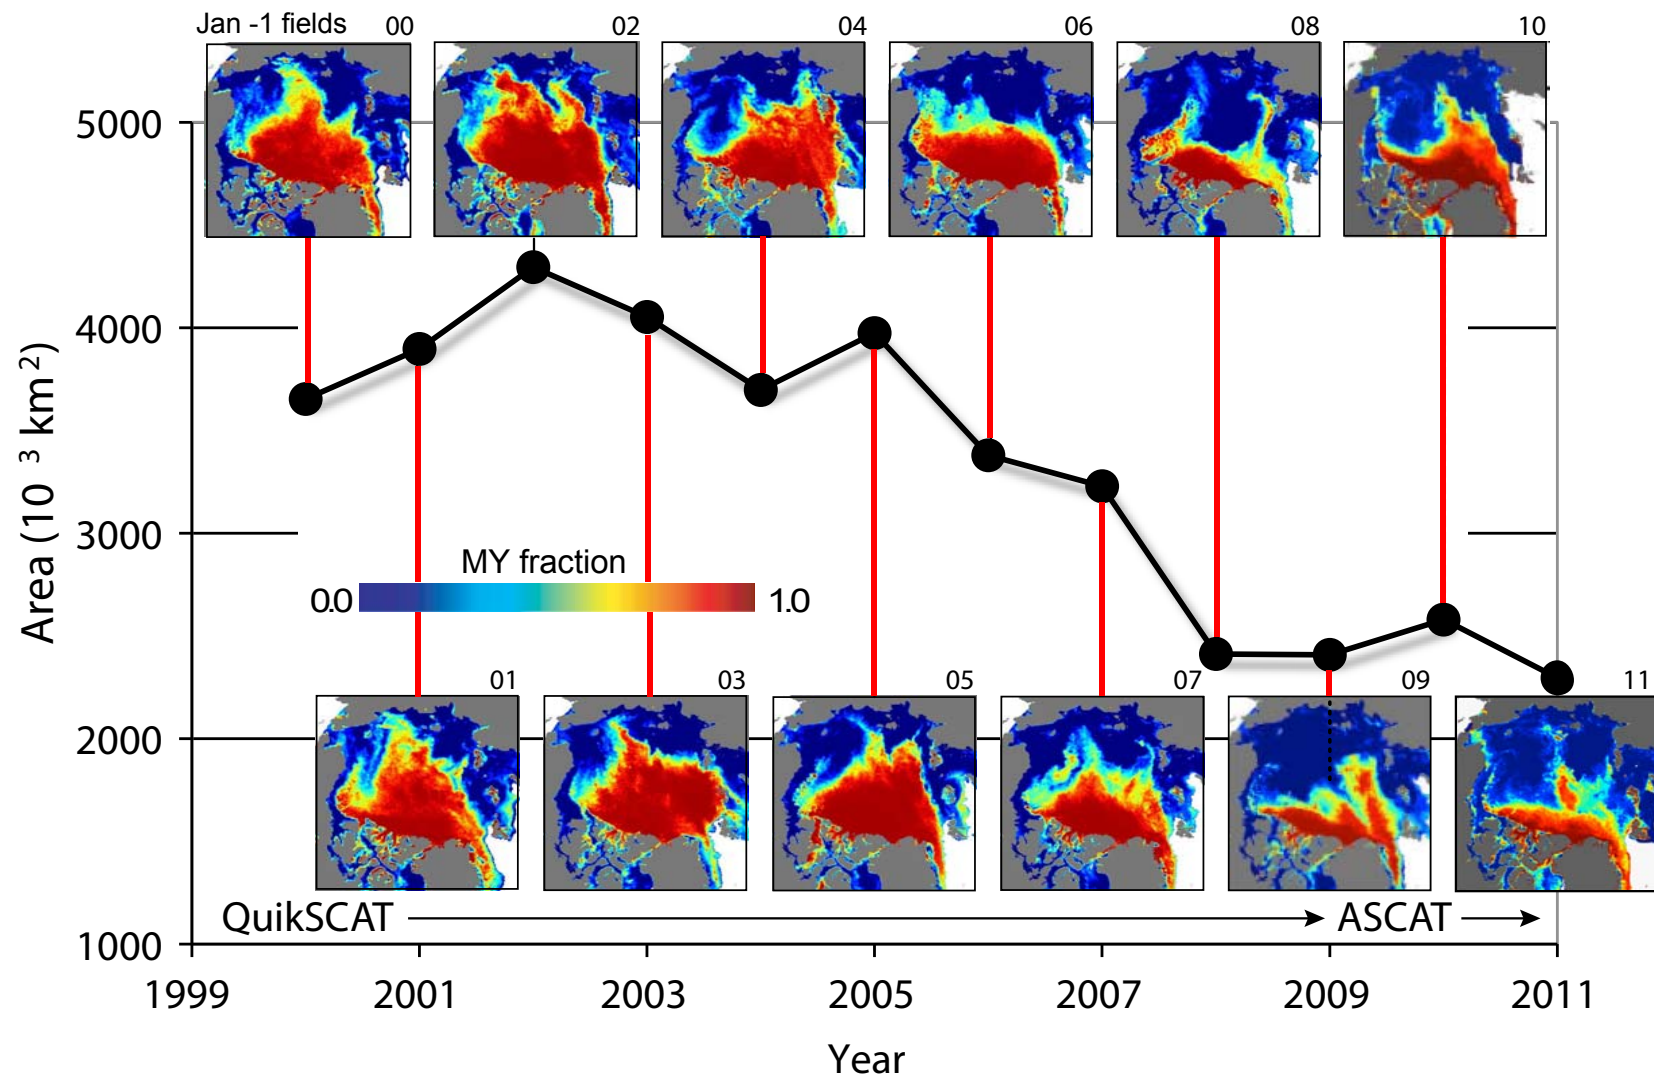 Jan -1 fields 00 02 04 06 08 10
5000
4000
3000
2000
1000
Area (10 3 km2)
MY fraction
0.0 1.0
01 03 05 07 09 11
QuikSCAT ASCAT
1999 2001 2003 2005 2007 2009 2011
Year